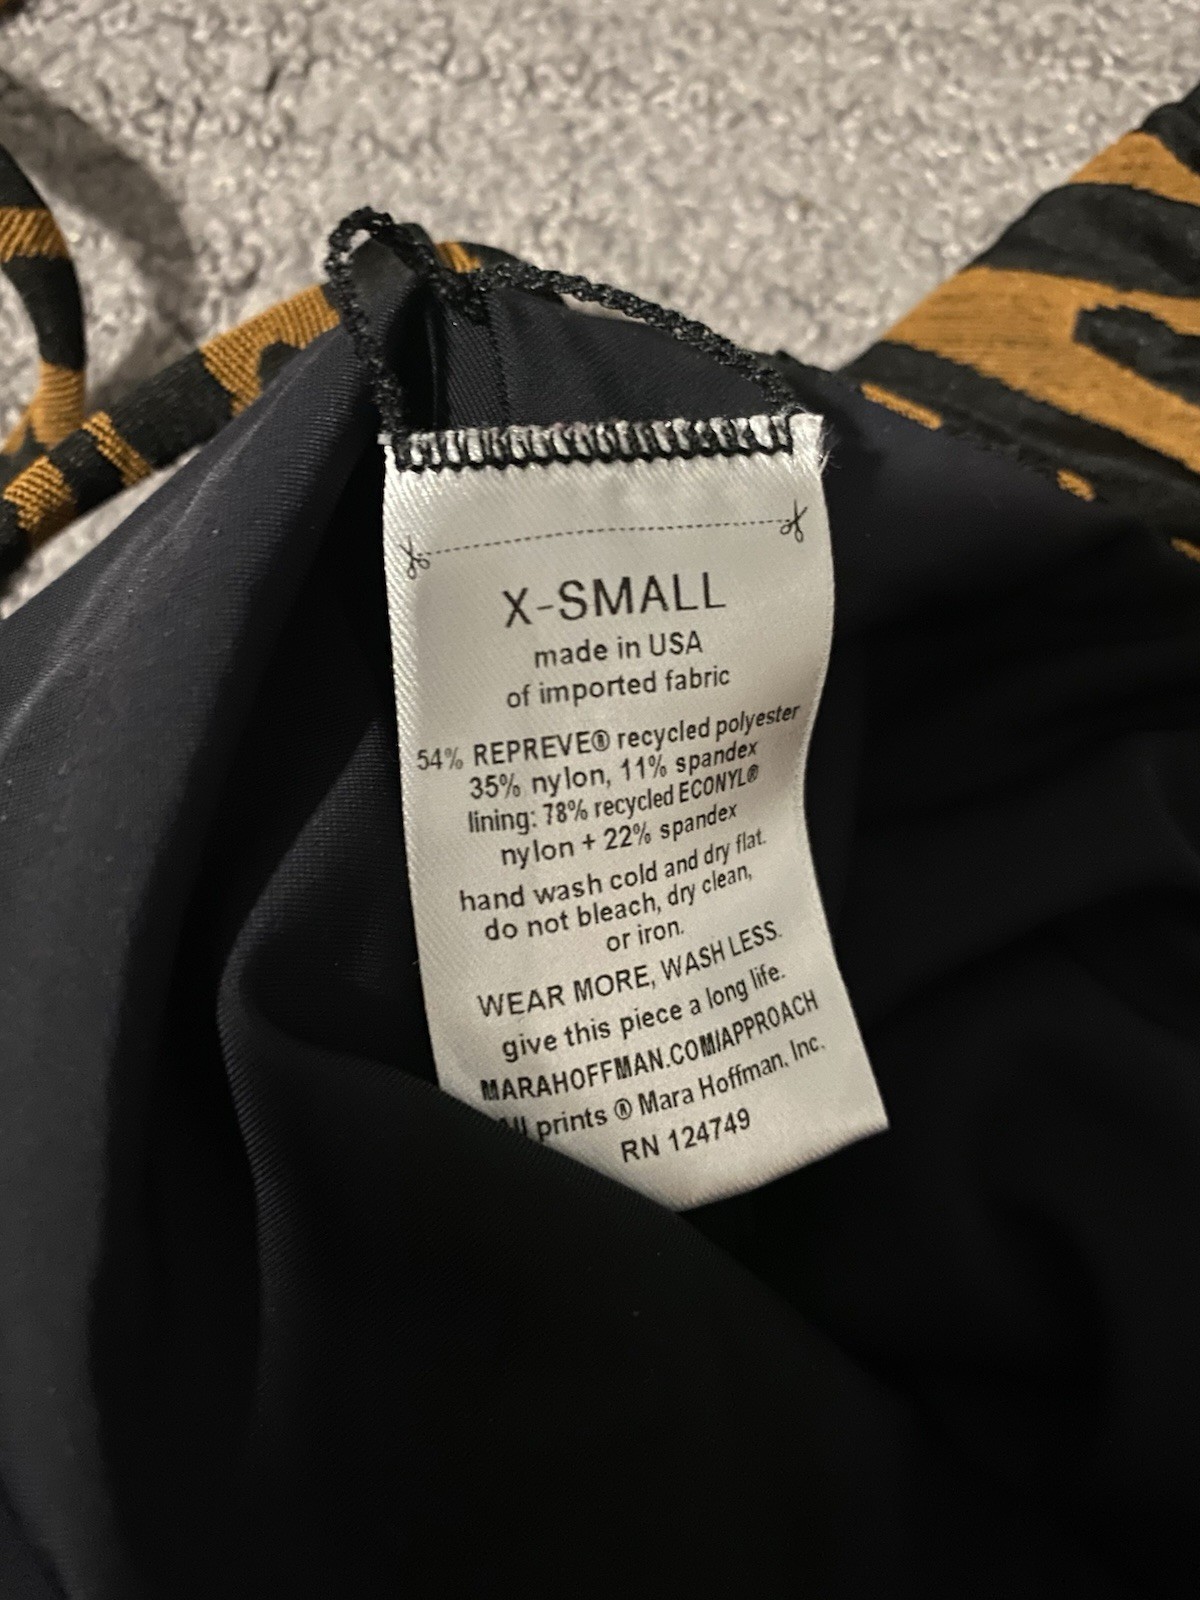 X-SMALL
made in USA
of imported fabric
54% REPREVE® recycled polyester
35% nylon, 11% spandex
lining: 78% recycled ECONYL®
nylon + 22% spandex
hand wash cold and dry flat.
do not bleach, dry clean,
or iron.
WEAR MORE, WASH LESS.
give this piece a long life.
MARAHOFFMAN.COM/APPROACH
All prints ® Mara Hoffman, Inc.
RN 124749